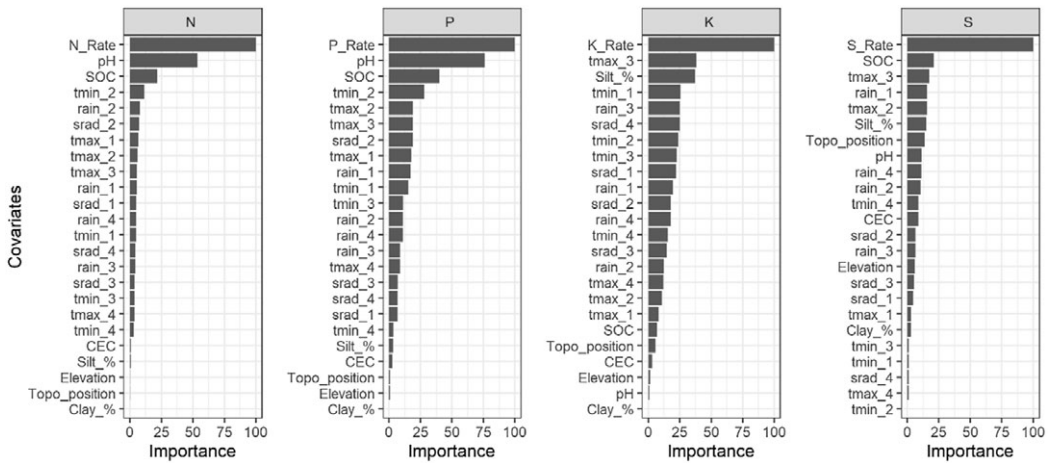 N
N_Rate
pH
SOC
tmin_2
rain_2
srad_2
tmax_1
tmax_2
tmax_3
rain_1
srad_1
rain_4
tmin_1
srad_4
rain_3
srad_3
tmin_3
tmax_4
tmin_4
CEC
Silt_%
Elevation
Topo_position
Clay_%
0 25 50 75 100
Importance
Covariates
P
P_Rate
pH
SOC
tmin_2
tmax_2
tmax_3
srad_2
tmax_1
rain_1
tmin_1
tmin_3
rain_2
rain_4
rain_3
tmax_4
srad_3
srad_4
srad_1
tmin_4
Silt_%
CEC
Topo_position
Elevation
Clay_%
0 25 50 75 100
Importance
K
K_Rate
tmax_3
Silt_%
tmin_1
rain_3
srad_4
tmin_2
tmin_3
srad_1
rain_1
srad_2
rain_4
tmin_4
srad_3
rain_2
tmax_4
tmax_2
tmax_1
SOC
Topo_position
CEC
Elevation
pH
Clay_%
0 25 50 75 100
Importance
S
S_Rate
SOC
tmax_3
rain_1
tmax_2
Silt_%
Topo_position
pH
rain_4
rain_2
tmin_4
CEC
srad_2
rain_3
Elevation
srad_3
srad_1
tmax_1
Clay_%
tmin_3
tmin_1
srad_4
tmax_4
tmin_2
0 25 50 75 100
Importance